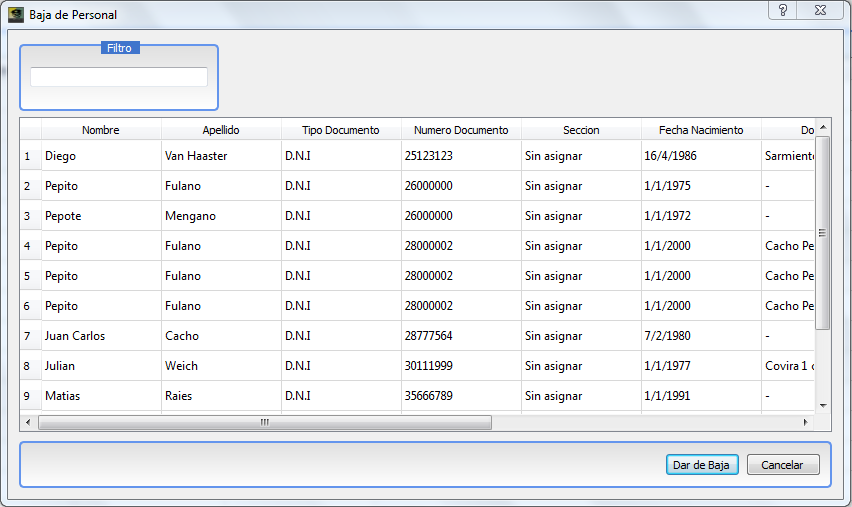 Baja de Personal
Filtro
Nombre Apellido Tipo Documento Numero Documento Seccion Fecha Nacimiento Do
1 Diego Van Haaster D.N.I 25123123 Sin asignar 16/4/1986 Sarmiento
2 Pepito Fulano D.N.I 26000000 Sin asignar 1/1/1975 -
3 Pepote Mengano D.N.I 26000000 Sin asignar 1/1/1972 -
4 Pepito Fulano D.N.I 28000002 Sin asignar 1/1/2000 Cacho Pe
5 Pepito Fulano D.N.I 28000002 Sin asignar 1/1/2000 Cacho Pe
6 Pepito Fulano D.N.I 28000002 Sin asignar 1/1/2000 Cacho Pe
7 Juan Carlos Cacho D.N.I 28777564 Sin asignar 7/2/1980 -
8 Julian Weich D.N.I 30111999 Sin asignar 1/1/1977 Covira 1
9 Matias Raies D.N.I 35666789 Sin asignar 1/1/1991 -
Dar de Baja Cancelar